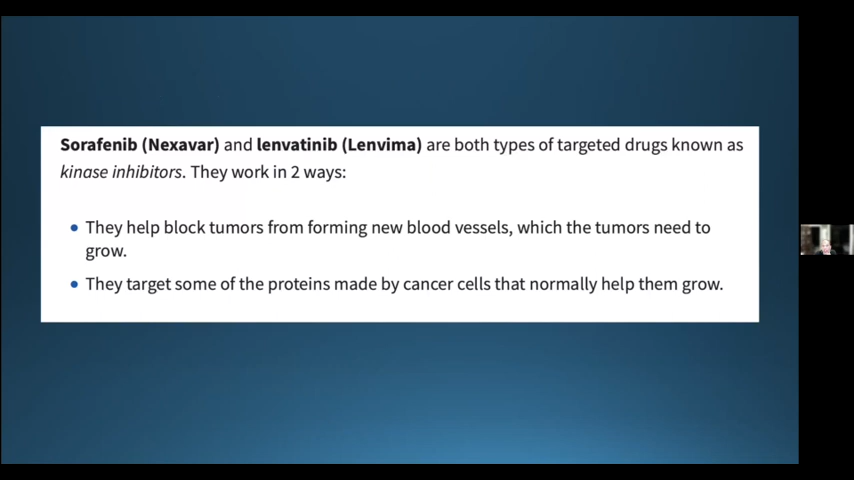 Sorafenib (Nexavar) and lenvatinib (Lenvima) are both types of targeted drugs known as
kinase inhibitors. They work in 2 ways:
• They help block tumors from forming new blood vessels, which the tumors need to
grow.
• They target some of the proteins made by cancer cells that normally help them grow.